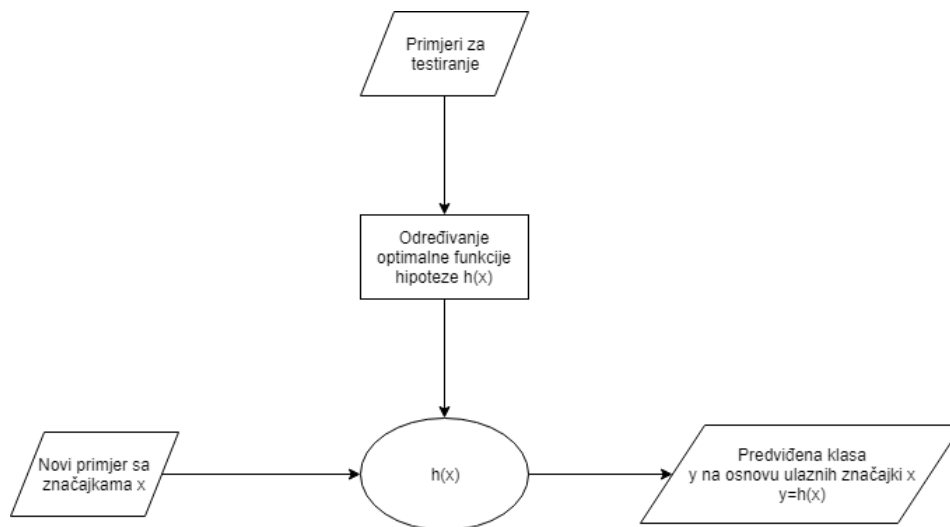 Primjeri za
testiranje
Određivanje
optimalne funkcije
hipoteze h(x)
Novi primjer sa
značajkama x
h(x)
Predviđena klasa
y na osnovu ulaznih značajki x
y=h(x)